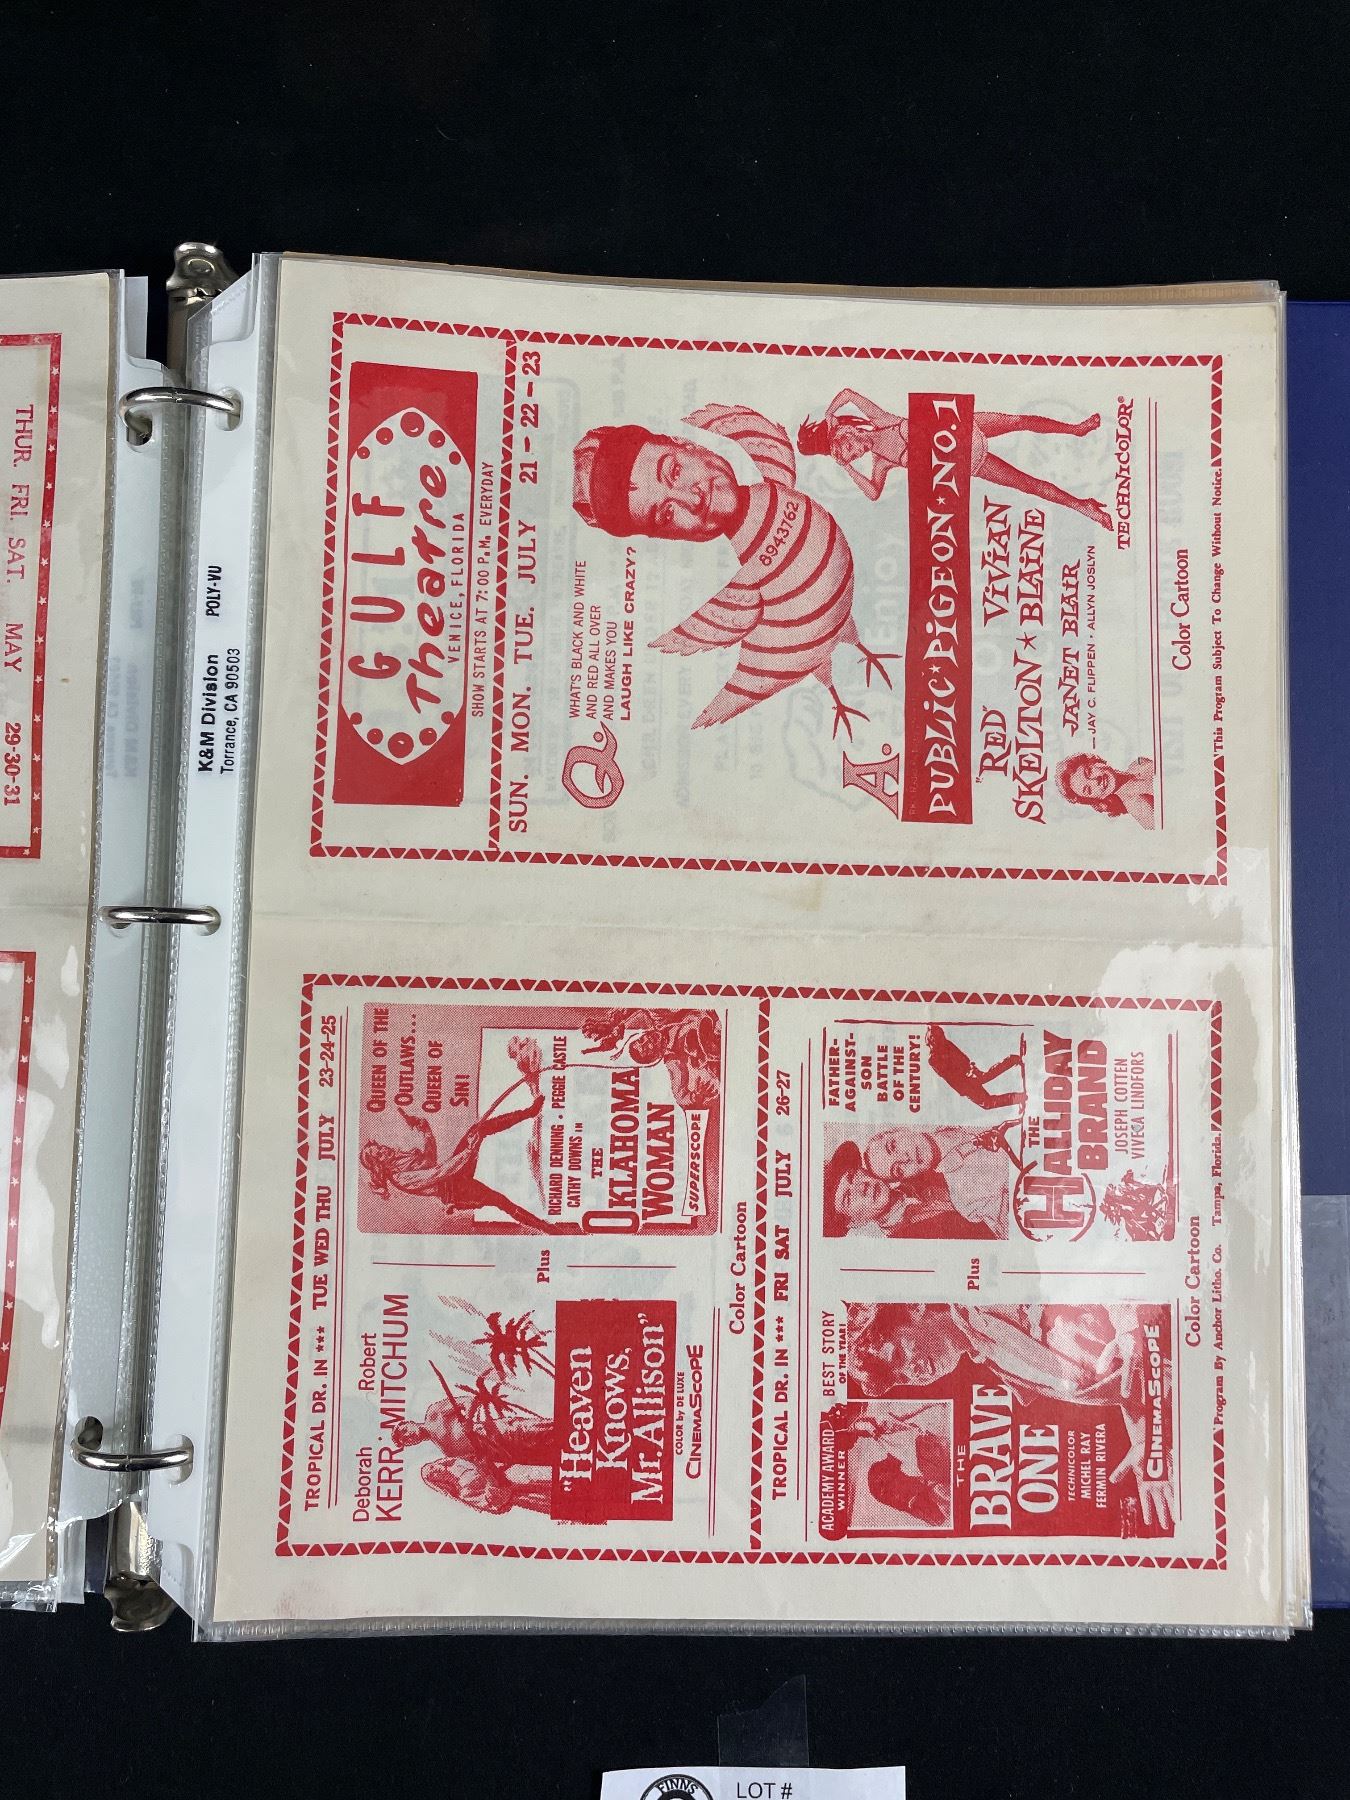 THUR. FRI. SAT. MAY 29-30-31
K&M Division POLY-VU
Torrance, CA 90503
GULF
Theatre
VENICE, FLORIDA
SHOW STARTS AT 7:00 P.M. EVERYDAY
SUN. MON. TUE. JULY 21-22-23
Q. WHAT'S BLACK AND WHITE
AND RED ALL OVER
AND MAKES YOU
LAUGH LIKE CRAZY?
8943762
A.
PUBLIC★PIGEON★NO.1
"RED" VIVIAN
SKELTON★BLAINE
JANET BLAIR
JAY C. FLIPPEN • ALLYN JOSLYN
TECHNICOLOR®
Color Cartoon
This Program Subject To Change Without Notice.
TROPICAL DR. IN *** TUE WED THU JULY 23-24-25
Deborah Robert
KERR·MITCHUM
"Heaven
Knows,
Mr. Allison"
COLOR by DE LUXE
CINEMASCOPE
Plus
QUEEN OF THE
OUTLAWS...
QUEEN OF
SIN!
RICHARD DENNING • PEGGIE CASTLE
CATHY DOWNS IN
THE
OKLAHOMA
WOMAN
SUPERSCOPE
Color Cartoon
TROPICAL DR. IN *** FRI SAT JULY 26-27
ACADEMY AWARD
WINNER
BEST STORY
OF THE YEAR!
THE
BRAVE
ONE
TECHNICOLOR
MICHEL RAY
FERMIN RIVERA
CINEMASCOPE
Plus
FATHER-
AGAINST-
SON
BATTLE
OF THE
CENTURY!
THE
HALLIDAY
BRAND
H
JOSEPH COTTEN
VIVECA LINDFORS
Color Cartoon
Program By Anchor Litho. Co. Tampa, Florida.
FINNS
LOT #